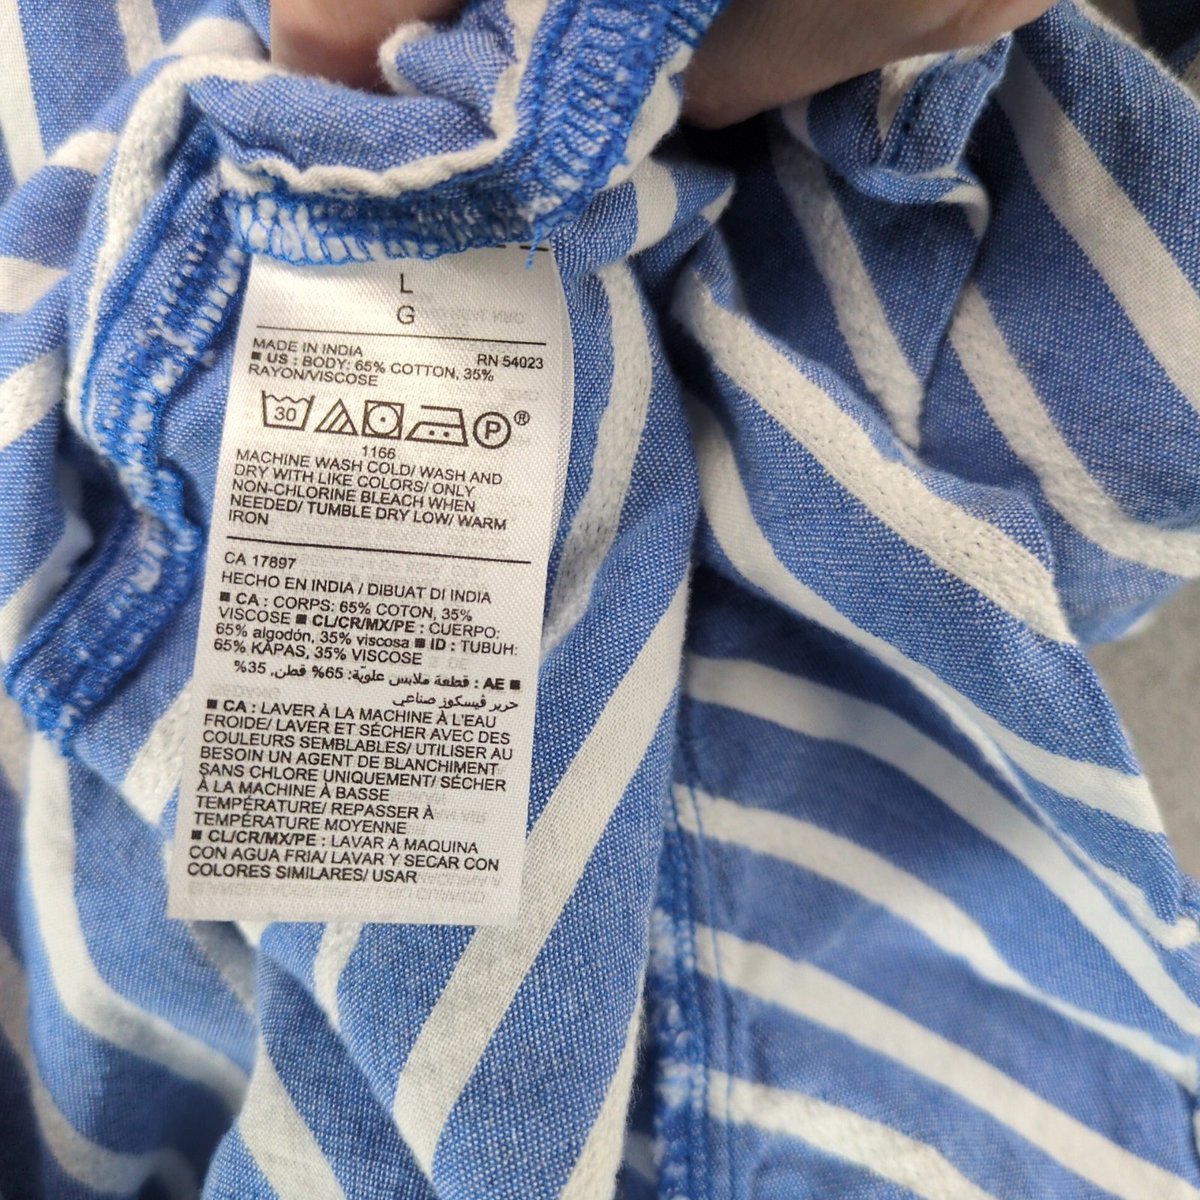 L
G
MADE IN INDIA RN 54023
■ US : BODY: 65% COTTON, 35%
RAYON/VISCOSE
30 P®
1166
MACHINE WASH COLD/ WASH AND
DRY WITH LIKE COLORS/ ONLY
NON-CHLORINE BLEACH WHEN
NEEDED/ TUMBLE DRY LOW/ WARM
IRON
CA 17897
HECHO EN INDIA / DIBUAT DI INDIA
■ CA : CORPS: 65% COTON, 35%
VISCOSE ■ CL/CR/MX/PE : CUERPO:
65% algodón, 35% viscosa ■ ID : TUBUH:
65% KAPAS, 35% VISCOSE
■ AE : قطعة ملابس علويّة: 65% قطن, 35%
حرير ڤيسكوز صناعي
■ CA : LAVER À LA MACHINE À L'EAU
FROIDE/ LAVER ET SÉCHER AVEC DES
COULEURS SEMBLABLES/ UTILISER AU
BESOIN UN AGENT DE BLANCHIMENT
SANS CHLORE UNIQUEMENT/ SÉCHER
À LA MACHINE À BASSE
TEMPÉRATURE/ REPASSER À
TEMPÉRATURE MOYENNE
■ CL/CR/MX/PE : LAVAR A MAQUINA
CON AGUA FRIA/ LAVAR Y SECAR CON
COLORES SIMILARES/ USAR